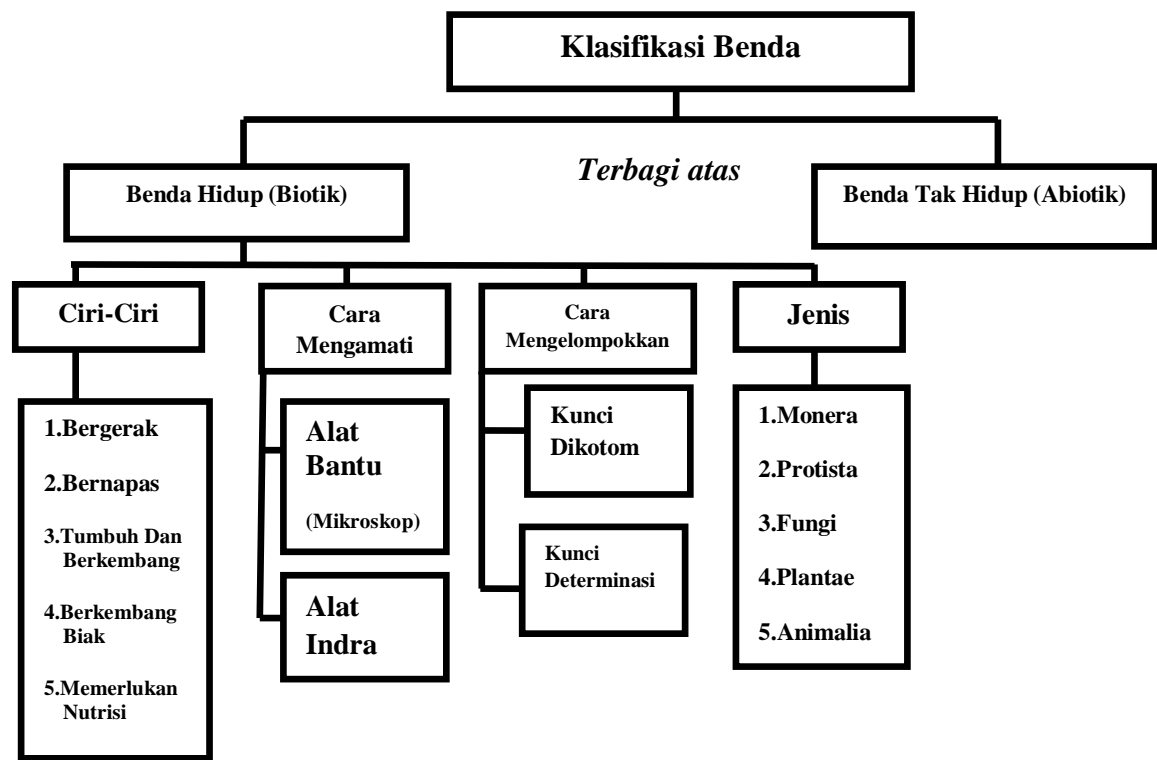 Klasifikasi Benda
Terbagi atas
Benda Hidup (Biotik)
Benda Tak Hidup (Abiotik)
Ciri-Ciri
Cara
Mengamati
Cara
Mengelompokkan
Jenis
1.Bergerak
2.Bernapas
3.Tumbuh Dan
Berkembang
4.Berkembang
Biak
5.Memerlukan
Nutrisi
Alat
Bantu
(Mikroskop)
Alat
Indra
Kunci
Dikotom
Kunci
Determinasi
1.Monera
2.Protista
3.Fungi
4.Plantae
5.Animalia